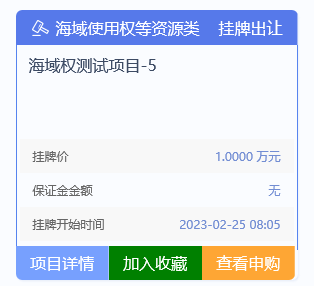 海域使用权等资源类 挂牌出让
海域权测试项目-5
挂牌价 1.0000 万元
保证金金额 无
挂牌开始时间 2023-02-25 08:05
项目详情 加入收藏 查看申购